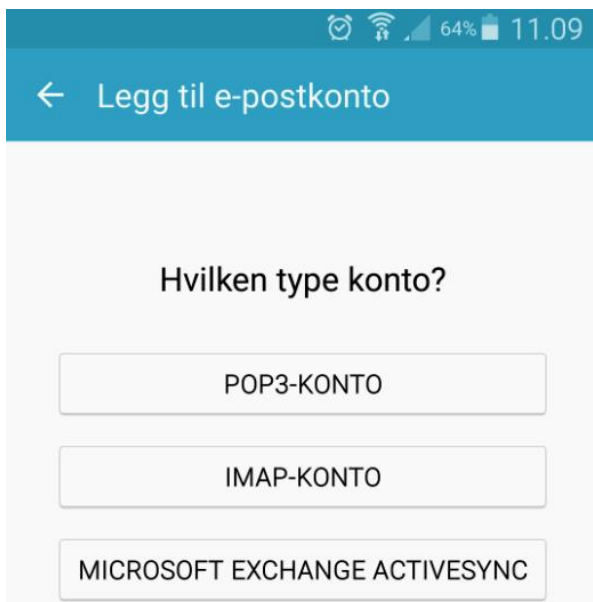 64% 11.09
Legg til e-postkonto
Hvilken type konto?
POP3-KONTO
IMAP-KONTO
MICROSOFT EXCHANGE ACTIVESYNC